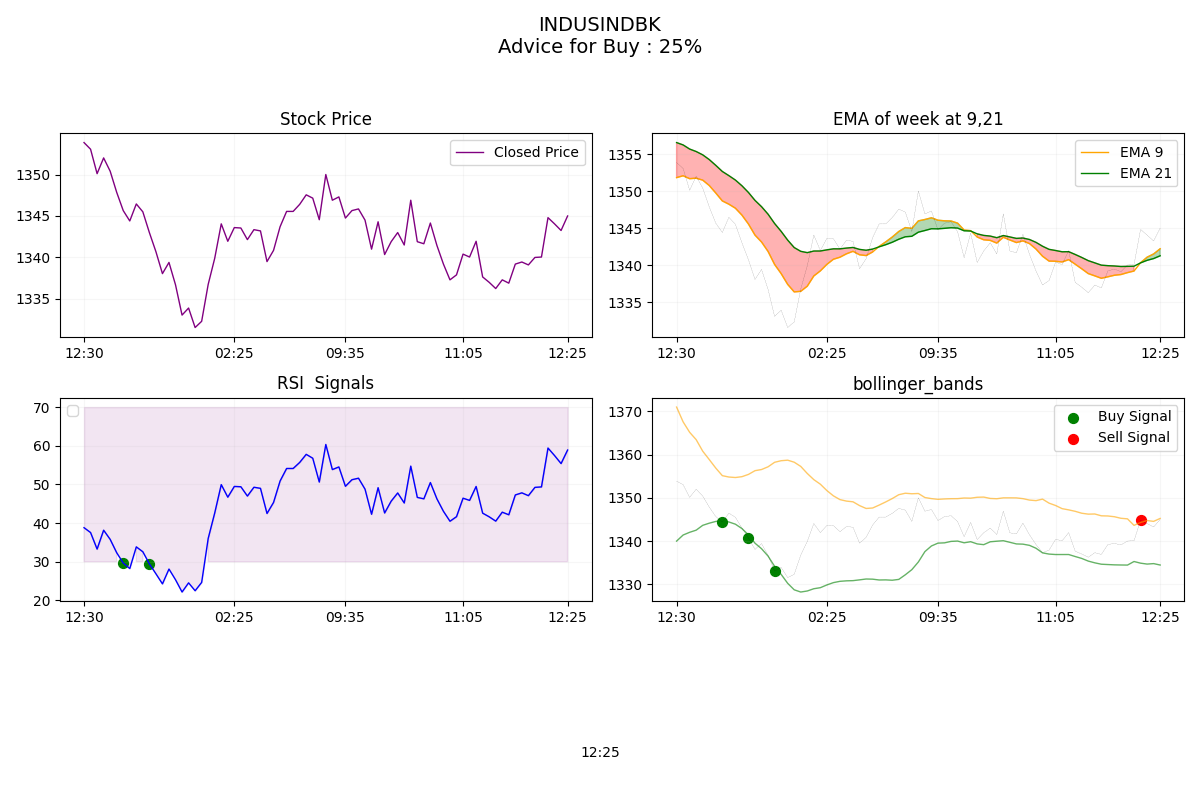 INDUSINDBK
Advice for Buy : 25%
Stock Price
Closed Price
1350
1345
1340
1335
12:30 02:25 09:35 11:05 12:25
EMA of week at 9,21
EMA 9
EMA 21
1355
1350
1345
1340
1335
12:30 02:25 09:35 11:05 12:25
RSI  Signals
70
60
50
40
30
20
12:30 02:25 09:35 11:05 12:25
bollinger_bands
Buy Signal
Sell Signal
1370
1360
1350
1340
1330
12:30 02:25 09:35 11:05 12:25
12:25